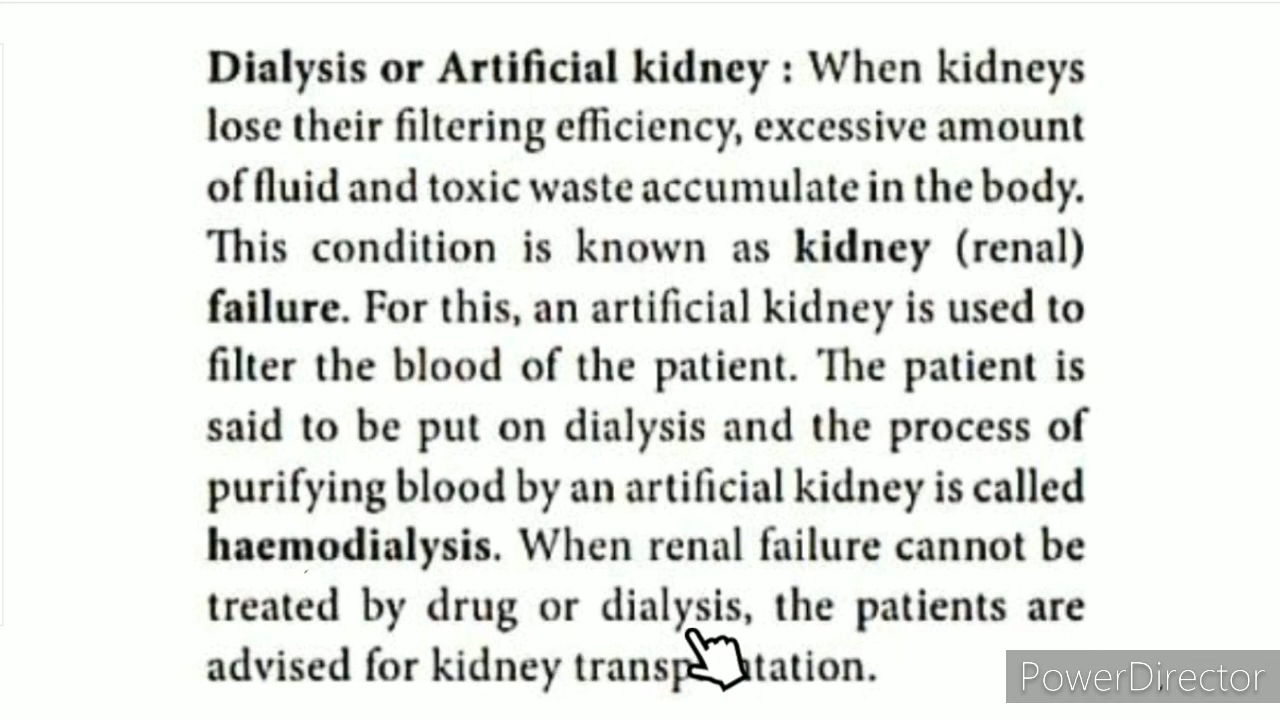 Dialysis or Artificial kidney : When kidneys
lose their filtering efficiency, excessive amount
of fluid and toxic waste accumulate in the body.
This condition is known as kidney (renal)
failure. For this, an artificial kidney is used to
filter the blood of the patient. The patient is
said to be put on dialysis and the process of
purifying blood by an artificial kidney is called
haemodialysis. When renal failure cannot be
treated by drug or dialysis, the patients are
advised for kidney
PowerDirector